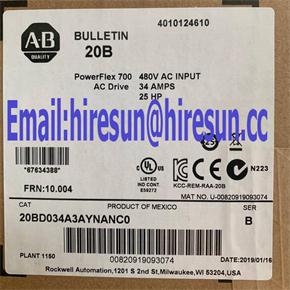 AB
QUALITY
BULLETIN
20B
4010124610
PowerFlex 700 480V AC INPUT
AC Drive 34 AMPS
25 HP
Email:hiresun@hiresun.cc
*67634388*
FRN:10.004
UL
LISTED
IND CONT
E59272
KCC-REM-RAA-20B
N223
MAT. NO: U-00820919093074
CAT
20BD034A3AYNANC0
PRODUCT OF MEXICO
SER
B
PLANT 1150
00820919093074
DATE:2019/01/16
Rockwell Automation,1201 S 2nd St,Milwaukee,WI 53204,USA